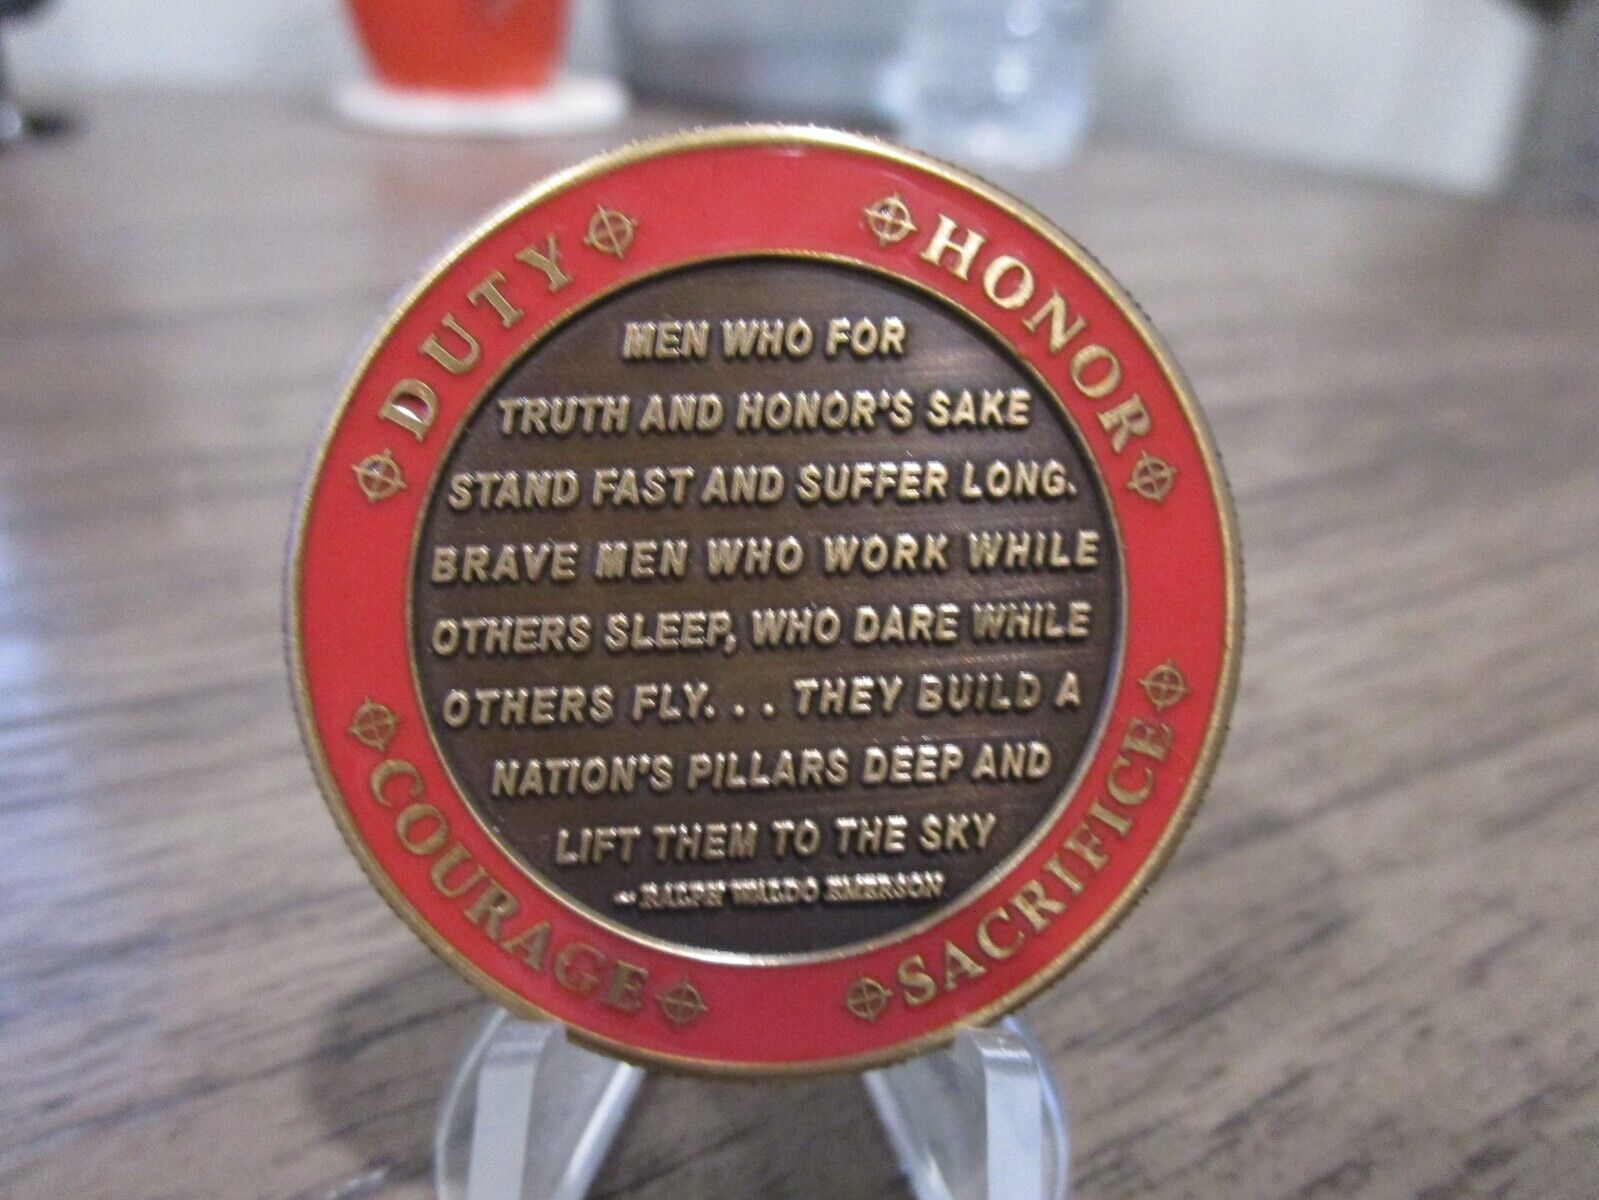 DUTY
HONOR
MEN WHO FOR
TRUTH AND HONOR'S SAKE
STAND FAST AND SUFFER LONG.
BRAVE MEN WHO WORK WHILE
OTHERS SLEEP, WHO DARE WHILE
OTHERS FLY. . . THEY BUILD A
NATION'S PILLARS DEEP AND
LIFT THEM TO THE SKY
~ RALPH WALDO EMERSON
COURAGE
SACRIFICE